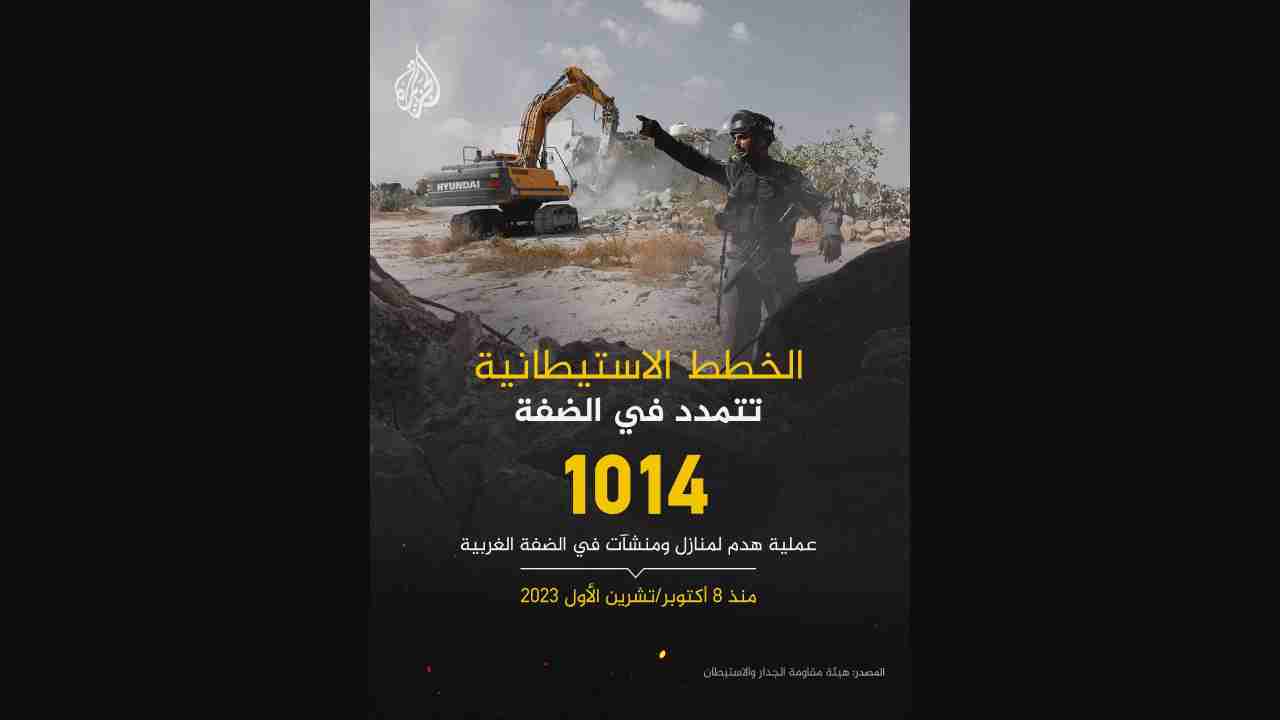 الجزيرة
HYUNDAI
الخطط الاستيطانية
تتمدد في الضفة
1014
عملية هدم لمنازل ومنشآت في الضفة الغربية
منذ 8 أكتوبر/تشرين الأول 2023
المصدر: هيئة مقاومة الجدار والاستيطان